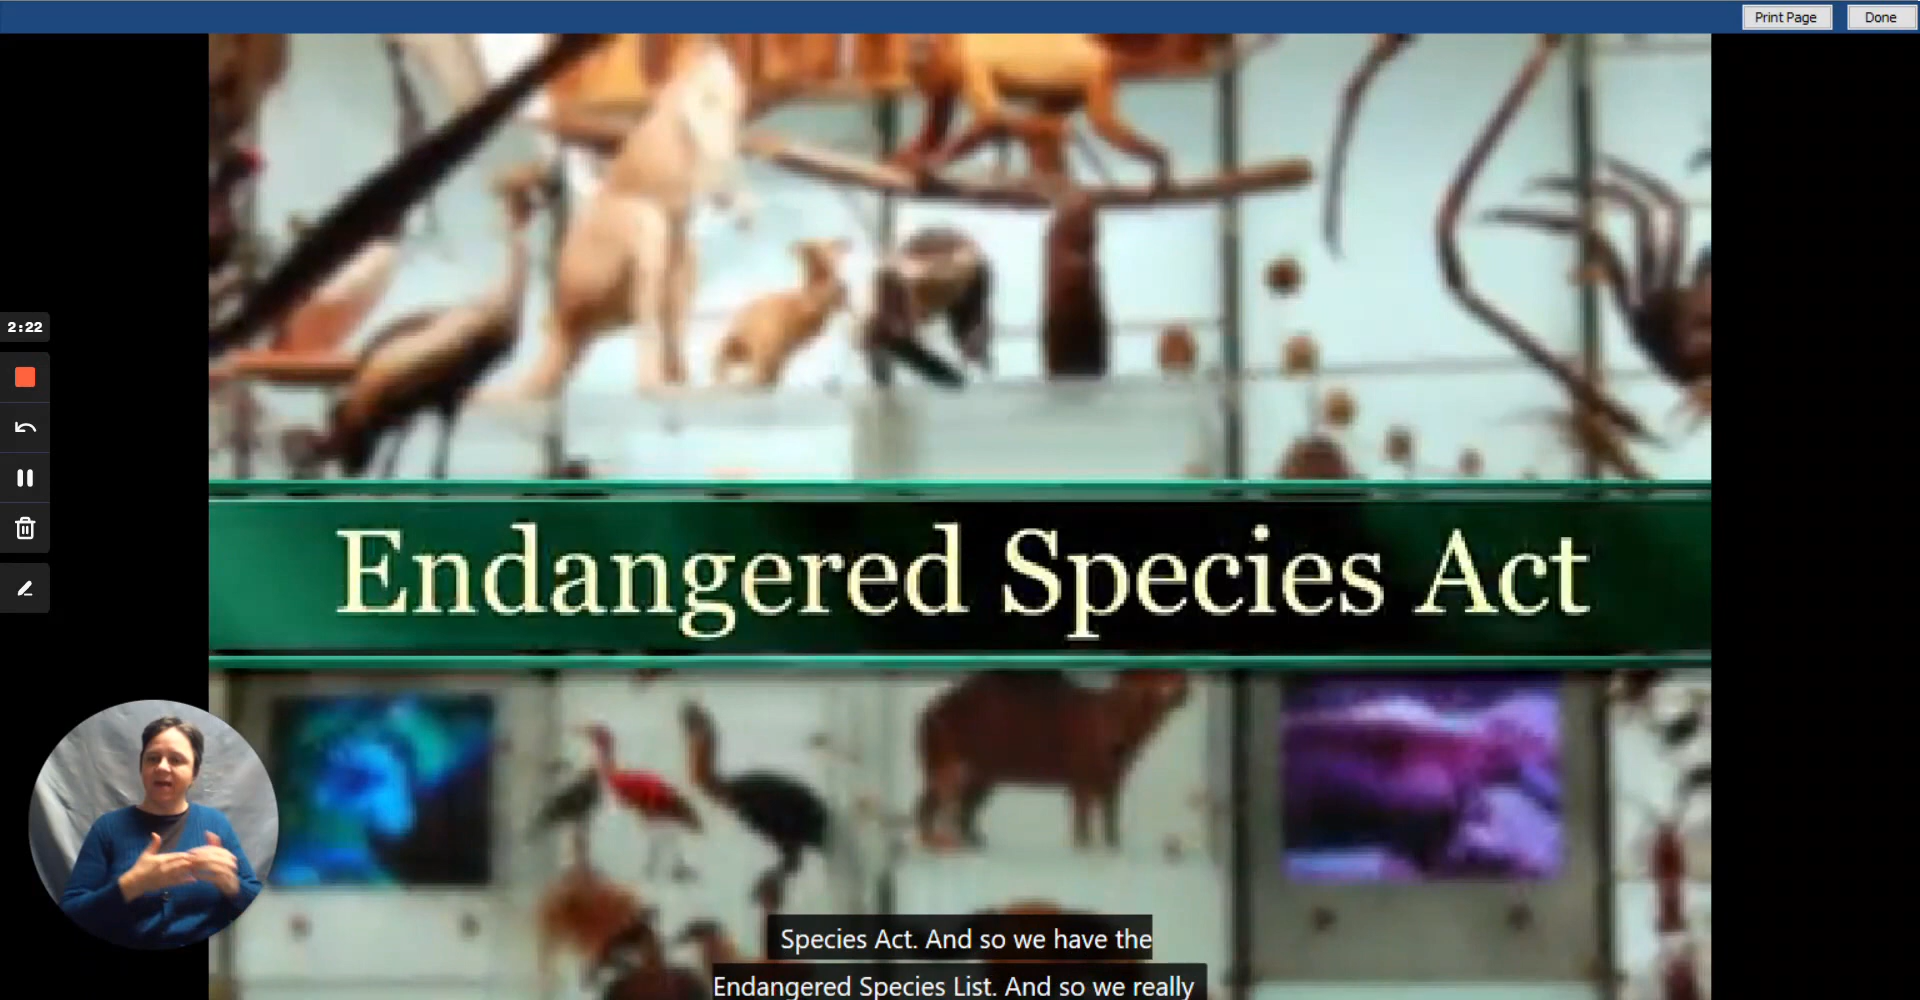 Print Page Done
2:22
Endangered Species Act
Species Act. And so we have the
Endangered Species List. And so we really